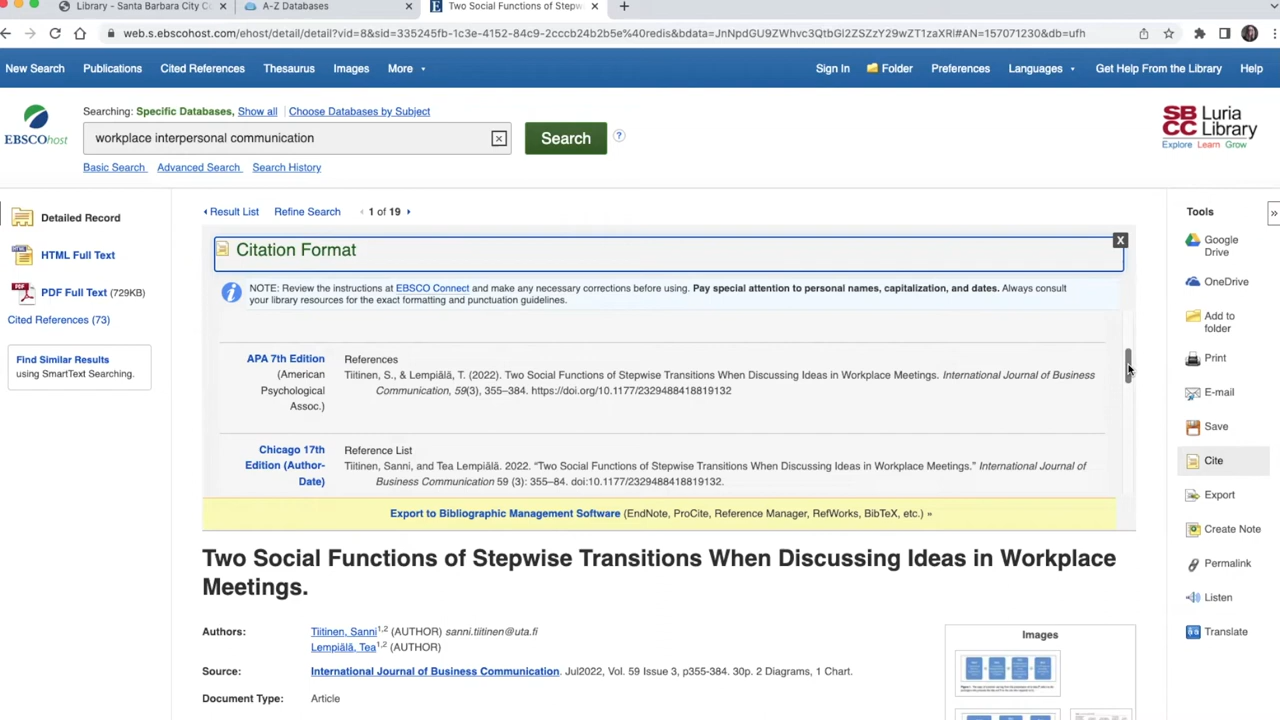 Library - Santa Barbara City C
A-Z Databases
Two Social Functions of Stepw
web.s.ebscohost.com/ehost/detail/detail?vid=8&sid=335245fb-1c3e-4152-84c9-2cccb24b2b5e%40redis&bdata=JnNpdGU9ZWhvc3QtbGl2ZSZzY29wZT1zaXRl#AN=157071230&db=ufh
New Search Publications Cited References Thesaurus Images More Sign In Folder Preferences Languages Get Help From the Library Help
Searching: Specific Databases, Show all Choose Databases by Subject
EBSCOhost
workplace interpersonal communication
Search
?
Basic Search Advanced Search Search History
SB
CC
Luria
Library
Explore Learn Grow
Detailed Record
HTML Full Text
PDF Full Text (729KB)
Cited References (73)
Find Similar Results
using SmartText Searching.
Result List Refine Search 1 of 19
Citation Format
X
NOTE: Review the instructions at EBSCO Connect and make any necessary corrections before using. Pay special attention to personal names, capitalization, and dates. Always consult
your library resources for the exact formatting and punctuation guidelines.
APA 7th Edition
(American
Psychological
Assoc.)
References
Tiitinen, S., & Lempiälä, T. (2022). Two Social Functions of Stepwise Transitions When Discussing Ideas in Workplace Meetings. International Journal of Business
Communication, 59(3), 355–384. https://doi.org/10.1177/2329488418819132
Chicago 17th
Edition (Author-
Date)
Reference List
Tiitinen, Sanni, and Tea Lempiälä. 2022. “Two Social Functions of Stepwise Transitions When Discussing Ideas in Workplace Meetings.” International Journal of
Business Communication 59 (3): 355–84. doi:10.1177/2329488418819132.
Export to Bibliographic Management Software (EndNote, ProCite, Reference Manager, RefWorks, BibTeX, etc.) »
Two Social Functions of Stepwise Transitions When Discussing Ideas in Workplace
Meetings.
Authors: Tiitinen, Sanni1,2 (AUTHOR) sanni.tiitinen@uta.fi
Lempiälä, Tea1,2 (AUTHOR)
Source: International Journal of Business Communication. Jul2022, Vol. 59 Issue 3, p355-384. 30p. 2 Diagrams, 1 Chart.
Document Type: Article
Images
Tools
»
Google
Drive
OneDrive
Add to
folder
Print
E-mail
Save
Cite
Export
Create Note
Permalink
Listen
Translate